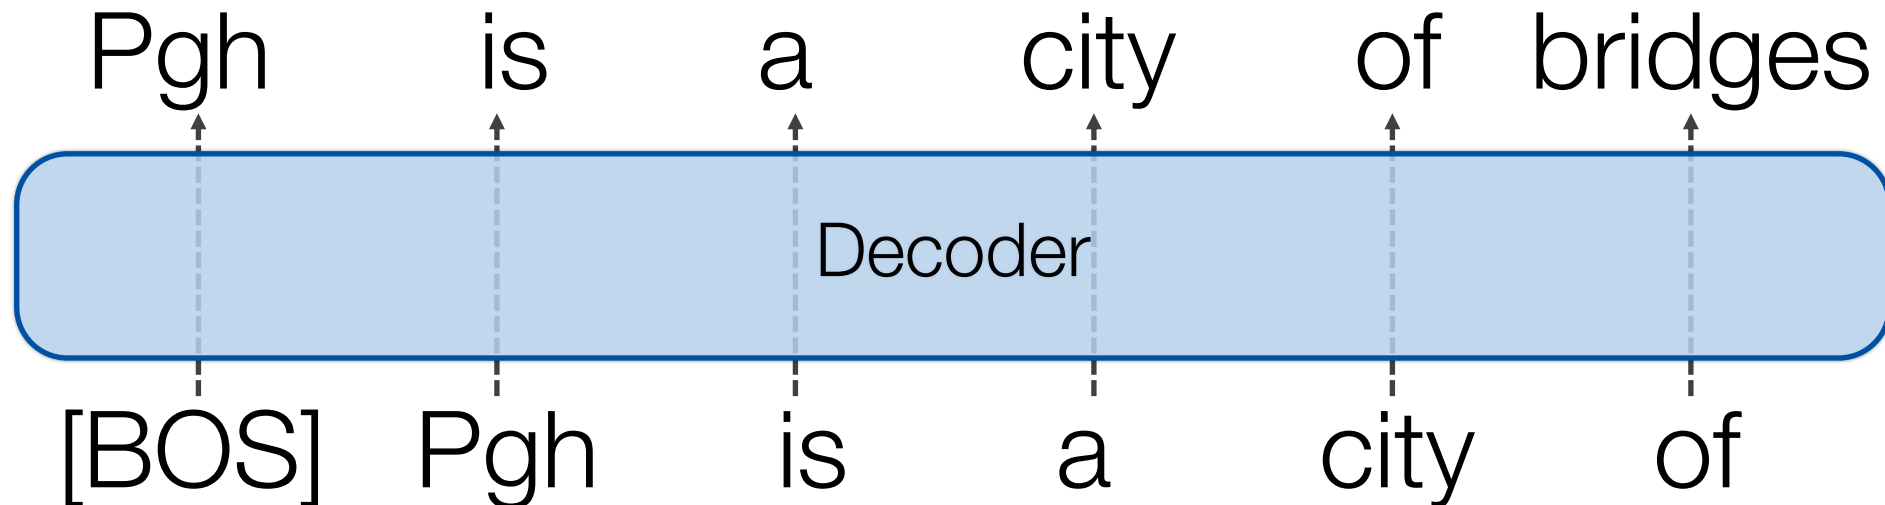 Pgh is a city of bridges
Decoder
[BOS] Pgh is a city of